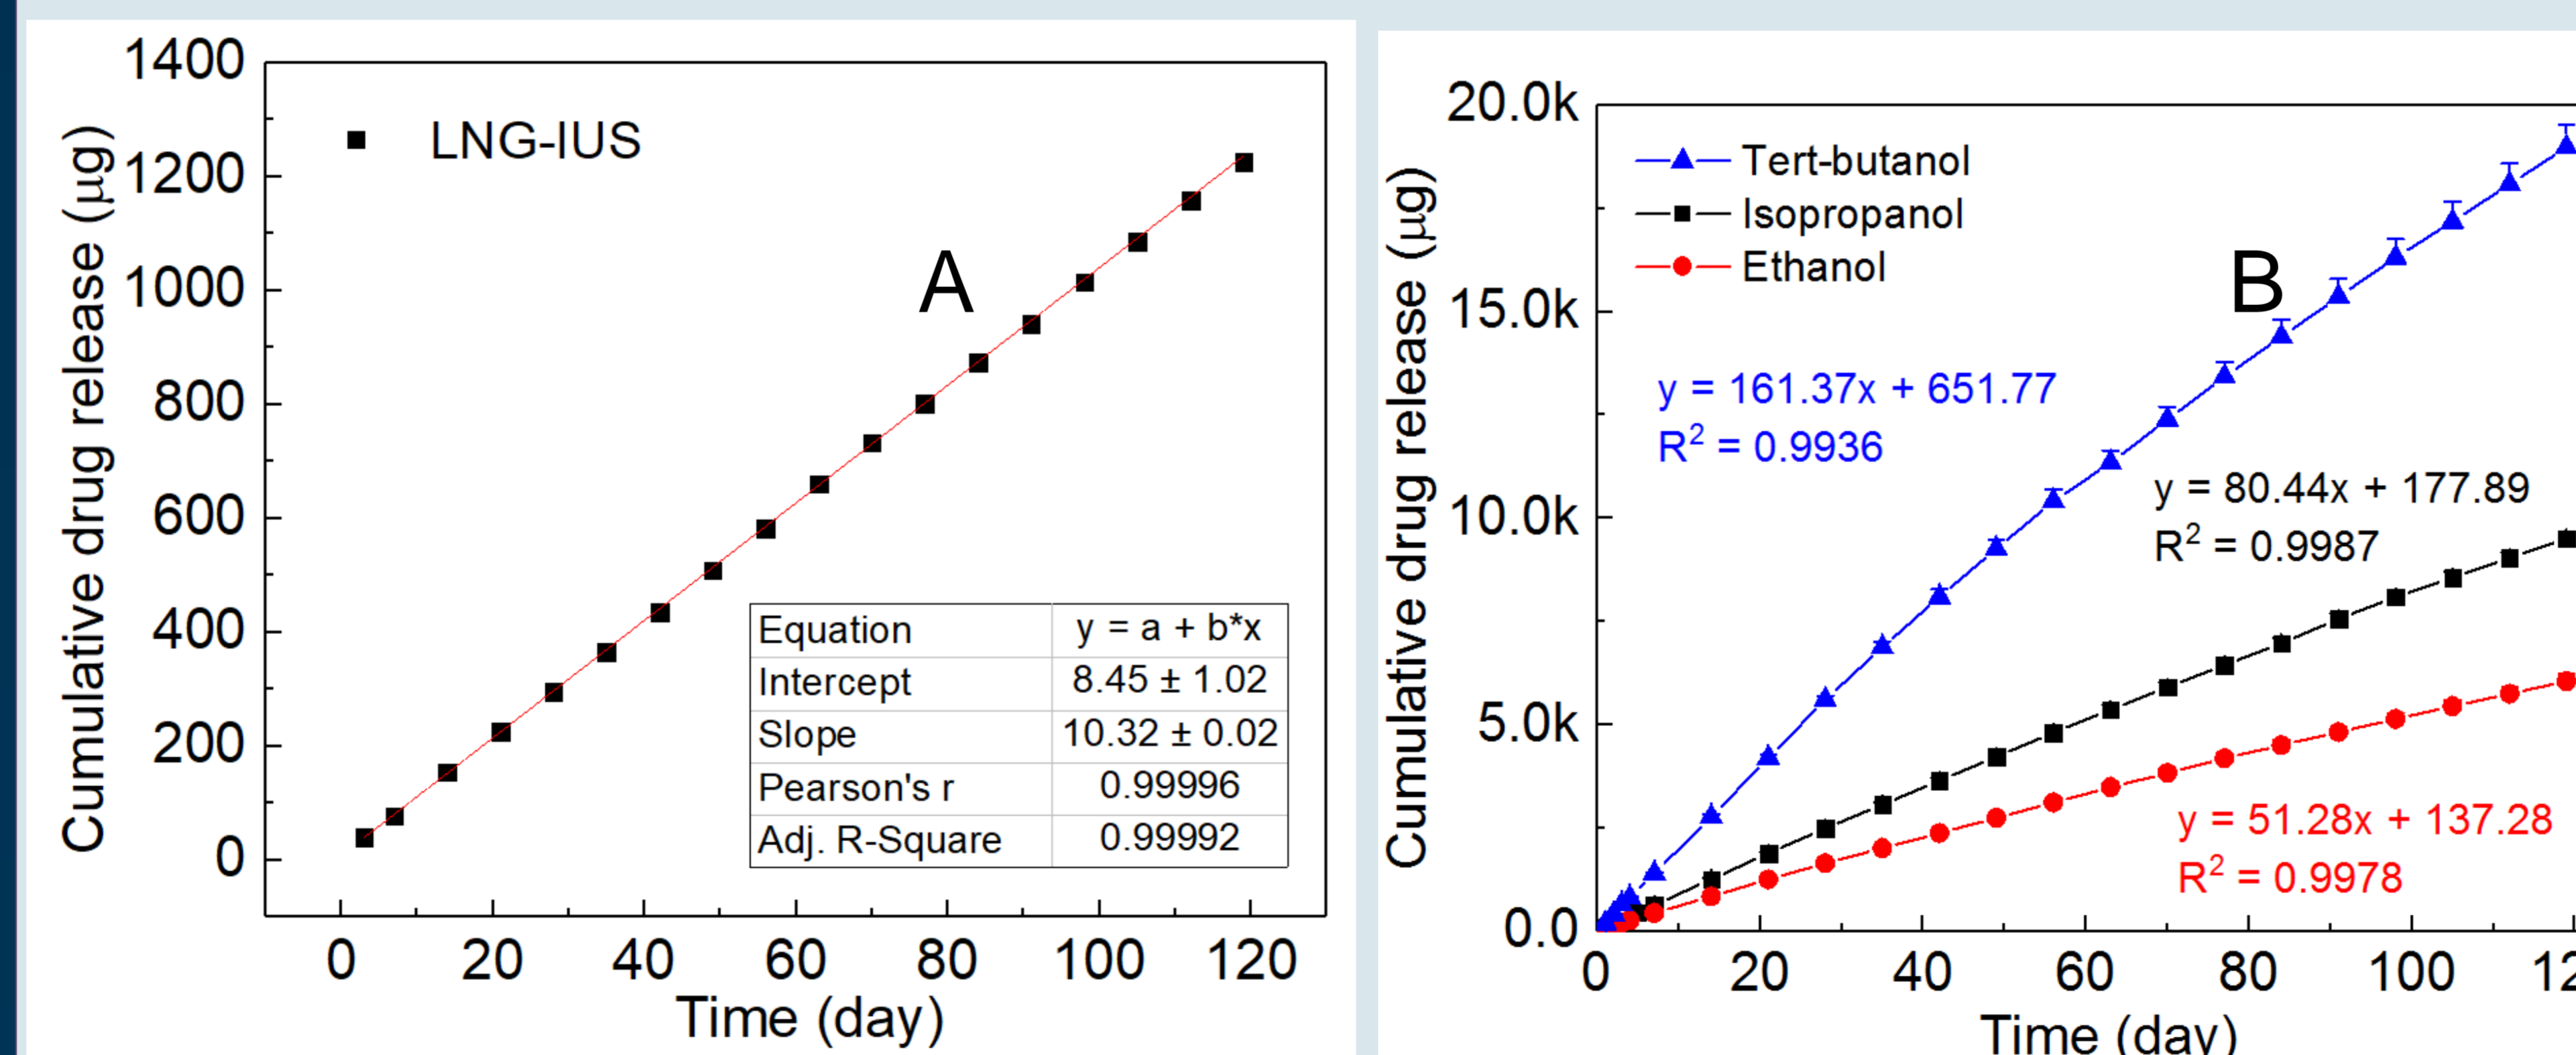 1400
1200
1000
800
600
400
200
0
Cumulative drug release (μg)
LNG-IUS
A
Equation y = a + b*x
Intercept 8.45 ± 1.02
Slope 10.32 ± 0.02
Pearson's r 0.99996
Adj. R-Square 0.99992
0 20 40 60 80 100 120
Time (day)
20.0k
15.0k
10.0k
5.0k
0.0
Cumulative drug release (μg)
Tert-butanol
Isopropanol
Ethanol
B
y = 161.37x + 651.77
R² = 0.9936
y = 80.44x + 177.89
R² = 0.9987
y = 51.28x + 137.28
R² = 0.9978
0 20 40 60 80 100
Time (day)